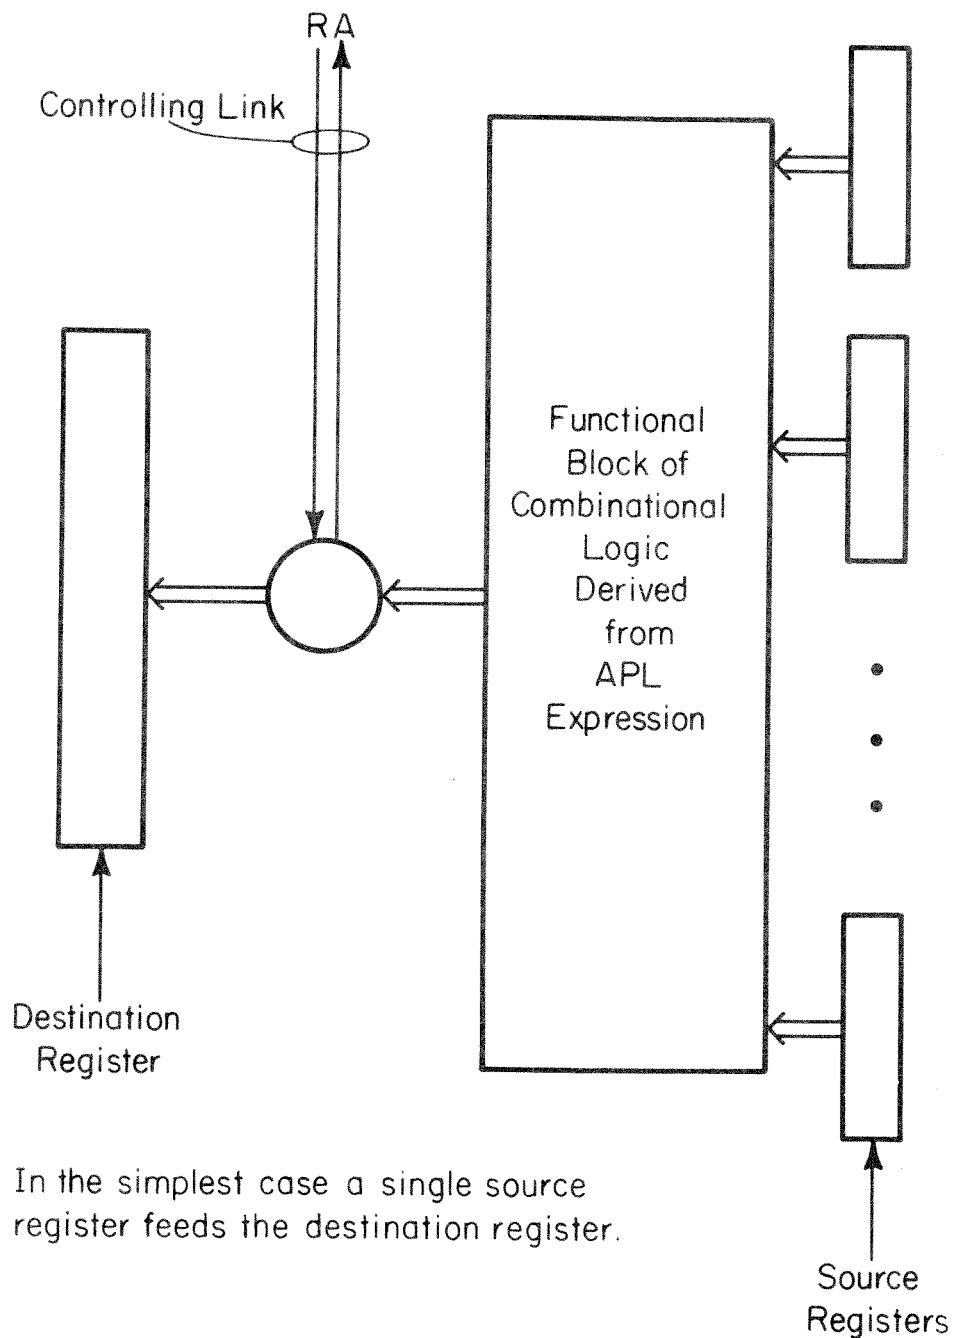 RA
Controlling Link
Functional
Block of
Combinational
Logic
Derived
from
APL
Expression
Destination
Register
In the simplest case a single source
register feeds the destination register.
Source
Registers